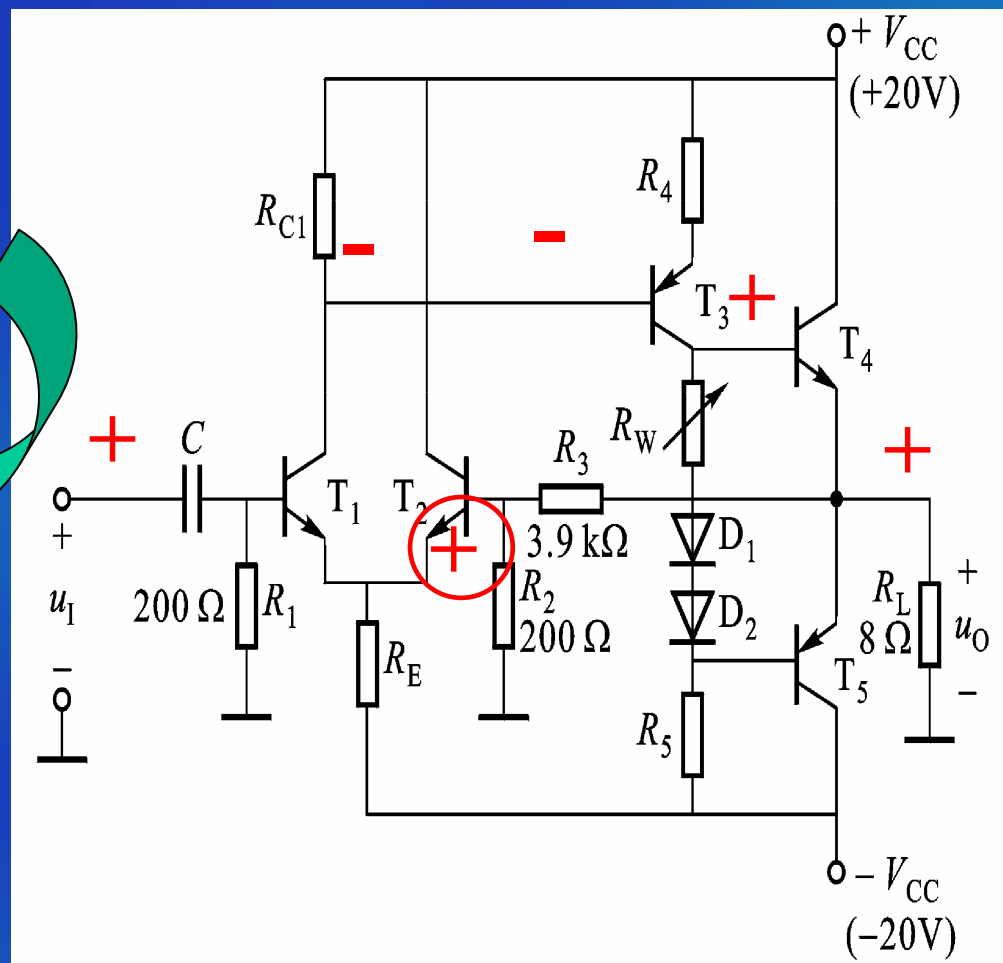 + V_CC
(+20V)
R_4
R_C1
-
-
T_3
+
T_4
+
C
R_W
R_3
+
T_1
T_2
+
+
3.9 kΩ
D_1
u_I
200 Ω
R_1
R_2
200 Ω
D_2
R_L
8 Ω
+
u_O
−
−
R_E
T_5
R_5
− V_CC
(−20V)